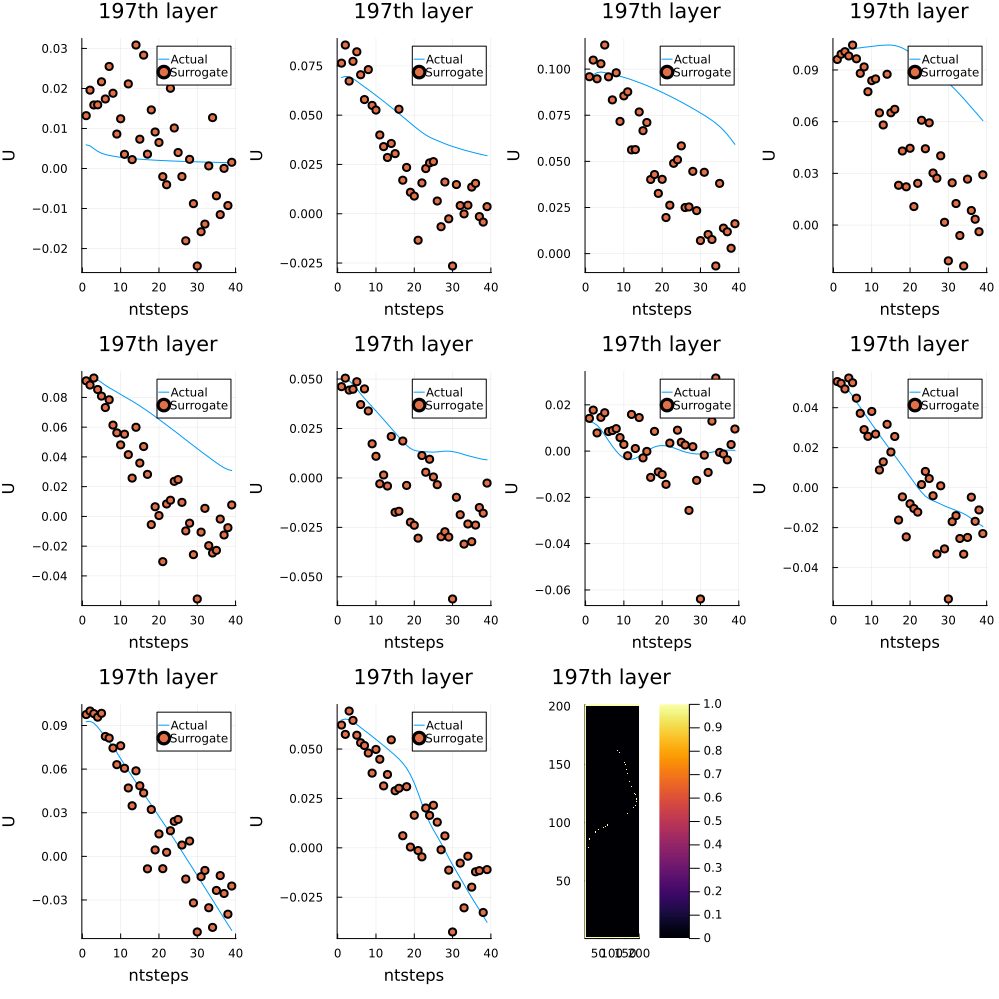 197th layer 197th layer 197th layer 197th layer
Actual Actual Actual Actual
Surrogate Surrogate Surrogate Surrogate
0.03 0.075 0.100 0.09
0.02 0.050 0.075 0.06
0.01 0.025 0.050 0.03
0.00 0.000 0.025 0.00
−0.01 −0.025 0.000
−0.02
U U U U
0 10 20 30 40 0 10 20 30 40 0 10 20 30 40 0 10 20 30 40
ntsteps ntsteps ntsteps ntsteps
197th layer 197th layer 197th layer 197th layer
Actual Actual Actual Actual
Surrogate Surrogate Surrogate Surrogate
0.08 0.050 0.02 0.04
0.06 0.025 0.00 0.02
0.04 0.000 −0.02 0.00
0.02 −0.025 −0.04 −0.02
0.00 −0.050 −0.06 −0.04
−0.02
−0.04
U U U U
0 10 20 30 40 0 10 20 30 40 0 10 20 30 40 0 10 20 30 40
ntsteps ntsteps ntsteps ntsteps
197th layer 197th layer 197th layer
Actual Actual
Surrogate Surrogate
0.09 0.050 200 1.0
0.06 0.025 150 0.9
0.03 0.000 100 0.8
0.00 −0.025 50 0.7
−0.03 0.6
0.5
0.4
0.3
0.2
0.1
0
U U
0 10 20 30 40 0 10 20 30 40 50 100 150 200
ntsteps ntsteps